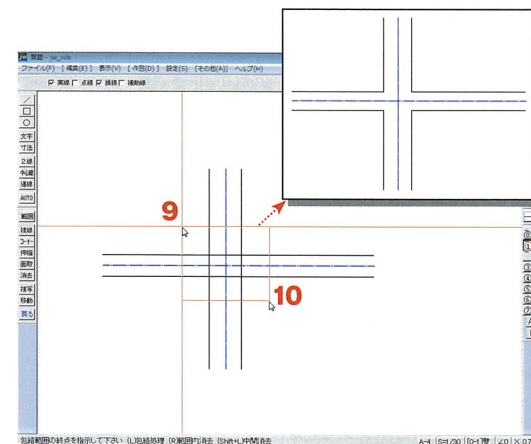 ファイル(F) [編集(E)] 表示(V) [作図(D)] 設定(S) [その他(A)] ヘルプ(H)
実線 点線 鎖線 補助線
文字
寸法
2線
中心線
連線
AUTO
範囲
複線
コーナー
伸縮
面取
消去
複写
移動
戻る
9
10
包絡範囲の終点を指示して下さい (L)包絡処理 (R)範囲内消去 (Shift+L)中間消去
A-4 S=1/30